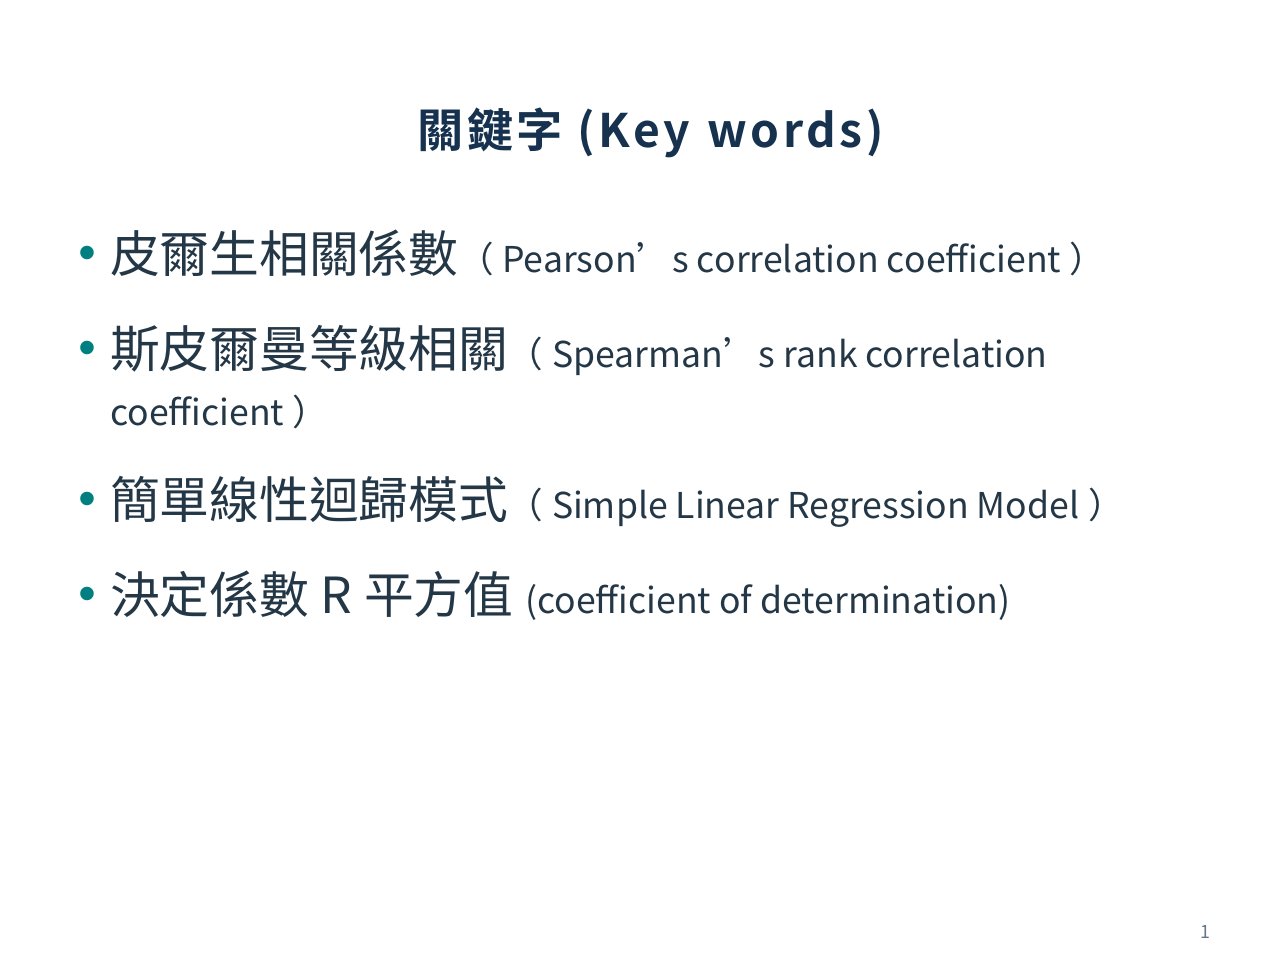 關鍵字 (Key words)
• 皮爾生相關係數（Pearson’s correlation coefficient）
• 斯皮爾曼等級相關（Spearman’s rank correlation
coefficient）
• 簡單線性迴歸模式（Simple Linear Regression Model）
• 決定係數 R 平方值 (coefficient of determination)
1